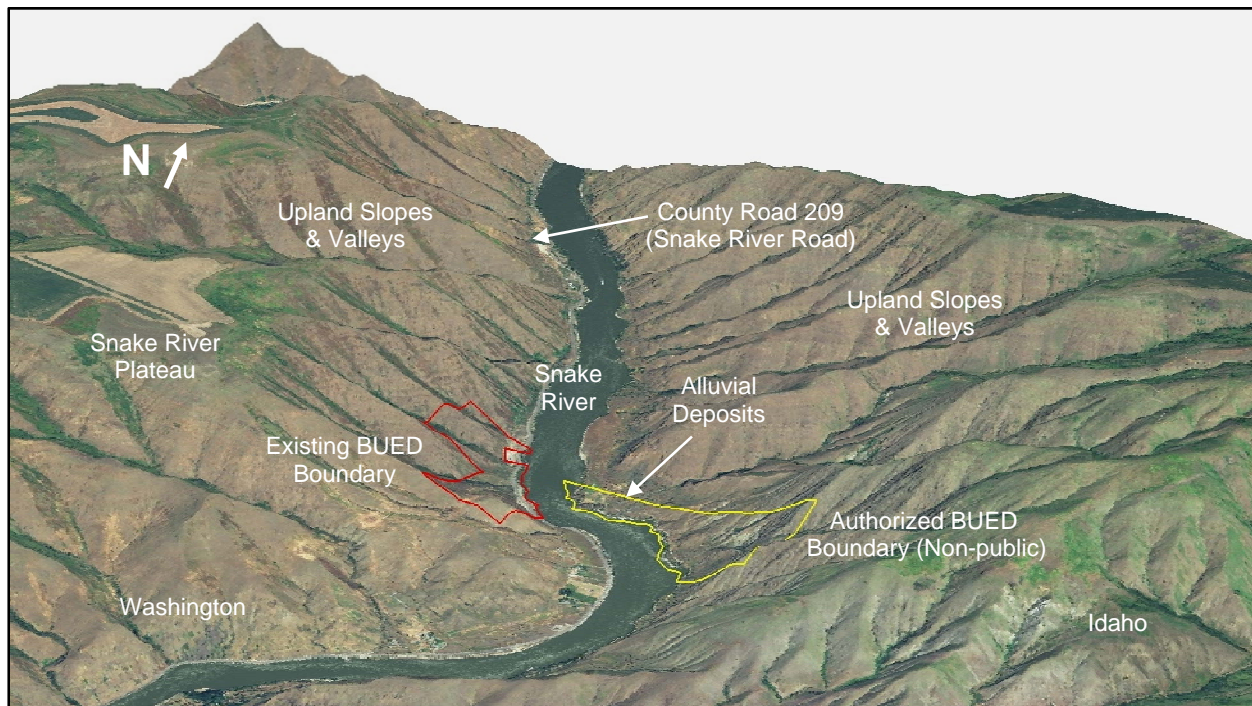 N
Upland Slopes
& Valleys
County Road 209
(Snake River Road)
Upland Slopes
& Valleys
Snake River
Plateau
Snake
River
Alluvial
Deposits
Existing BUED
Boundary
Authorized BUED
Boundary (Non-public)
Washington
Idaho